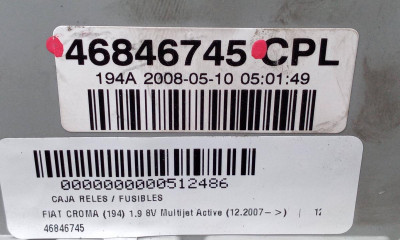 46846745 CPL
194A 2008-05-10 05:01:49
0000000000512486
CAJA RELES / FUSIBLES
FIAT CROMA (194) 1.9 8V Multijet Active (12.2007->) | 12
46846745